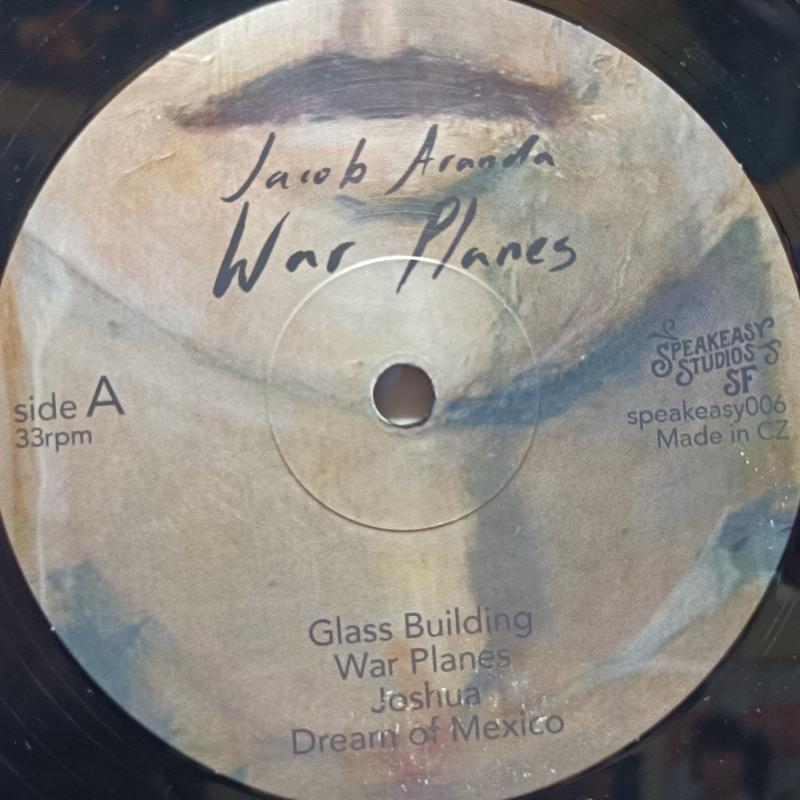 Jacob Aranda
War Planes
SPEAKEASY
STUDIOS
SF
speakeasy006
Made in CZ
side A
33rpm
Glass Building
War Planes
Joshua
Dream of Mexico